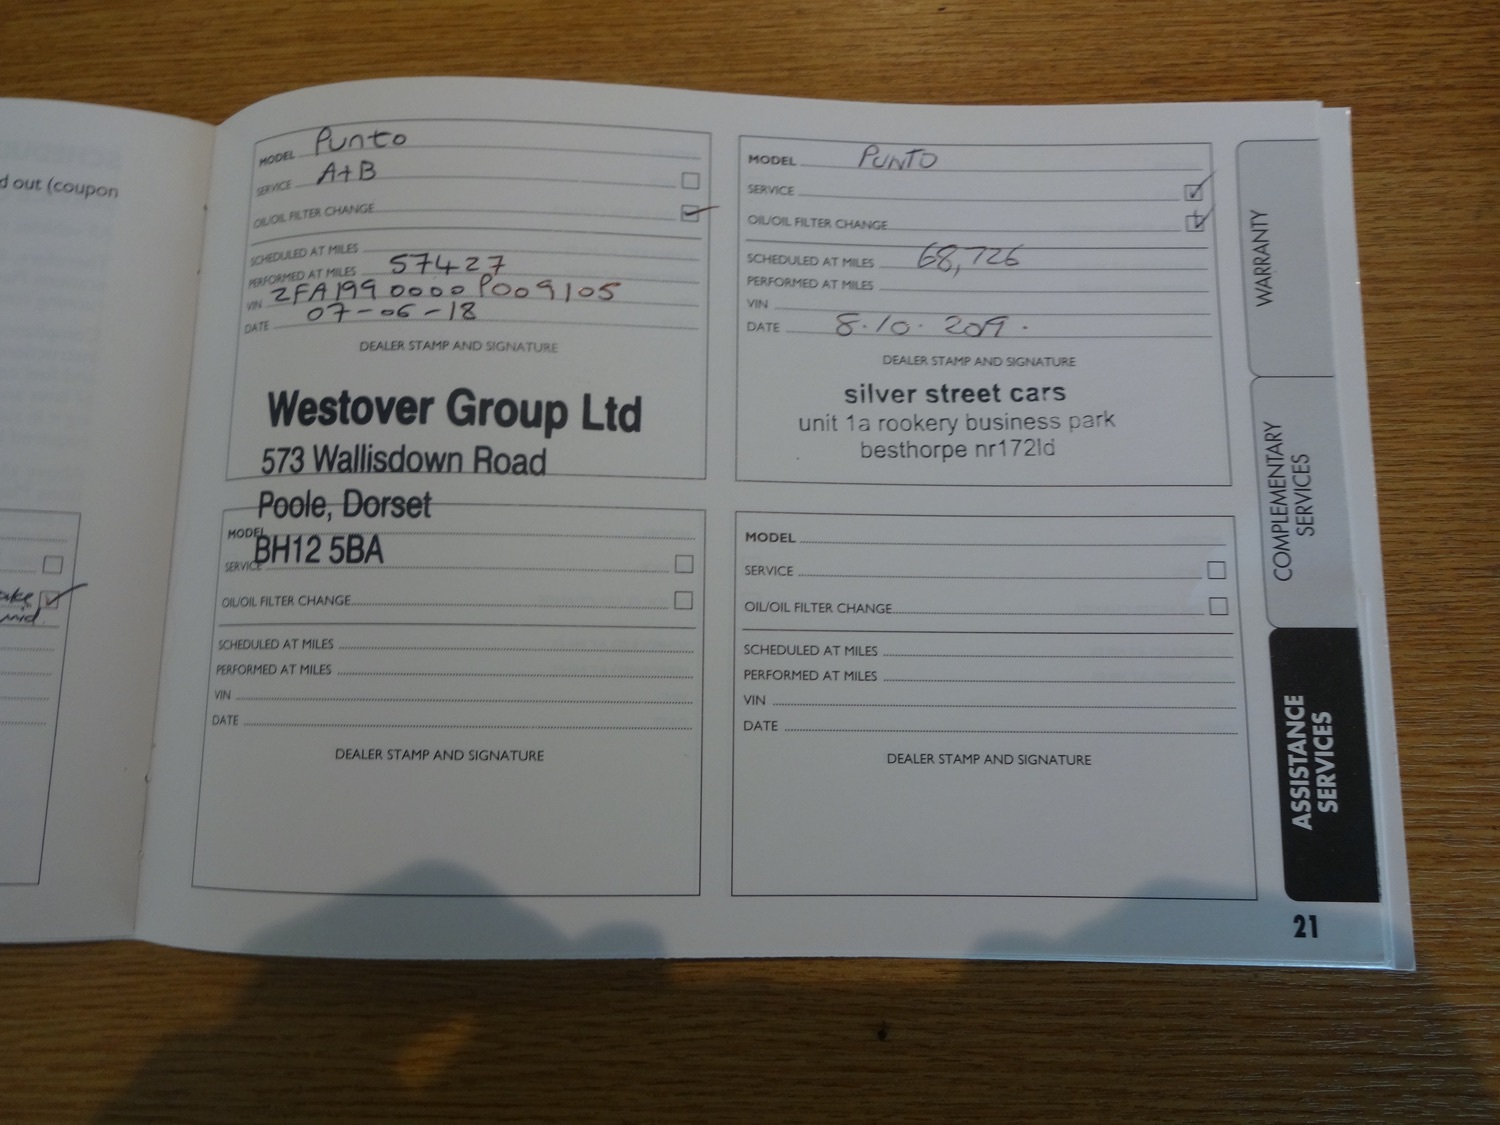 d out (coupon
MODEL Punto
SERVICE A+B
OIL/OIL FILTER CHANGE
SCHEDULED AT MILES
PERFORMED AT MILES 57427
VIN ZFA1990000P009105
DATE 07-06-18
DEALER STAMP AND SIGNATURE
Westover Group Ltd
573 Wallisdown Road
Poole, Dorset
BH12 5BA
MODEL PUNTO
SERVICE
OIL/OIL FILTER CHANGE
SCHEDULED AT MILES 68,726
PERFORMED AT MILES
VIN
DATE 8.10.2019.
DEALER STAMP AND SIGNATURE
silver street cars
unit 1a rookery business park
besthorpe nr172ld
MODEL
SERVICE
OIL/OIL FILTER CHANGE
SCHEDULED AT MILES
PERFORMED AT MILES
VIN
DATE
DEALER STAMP AND SIGNATURE
MODEL
SERVICE
OIL/OIL FILTER CHANGE
SCHEDULED AT MILES
PERFORMED AT MILES
VIN
DATE
DEALER STAMP AND SIGNATURE
WARRANTY
COMPLEMENTARY
SERVICES
ASSISTANCE
SERVICES
21